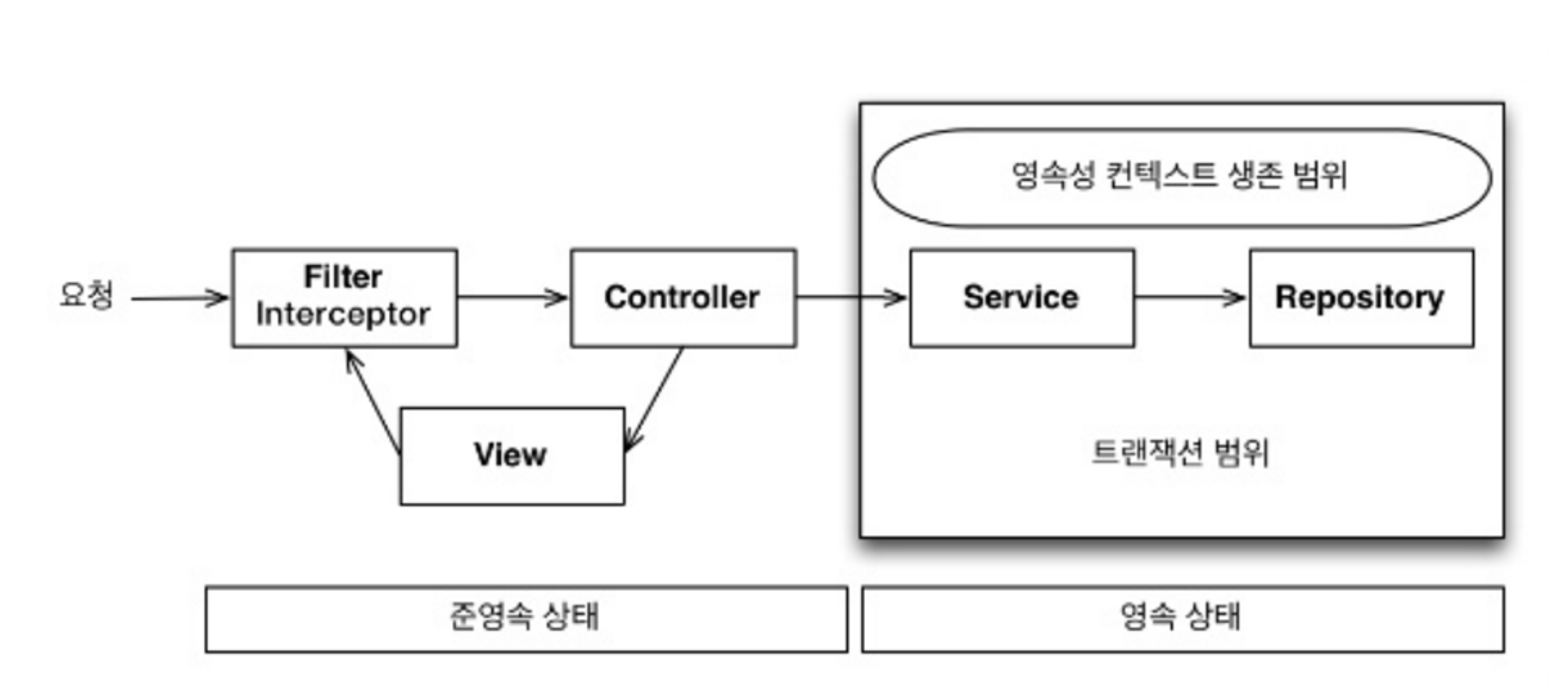 영속성 컨텍스트 생존 범위
요청
Filter
Interceptor
Controller
Service
Repository
View
트랜잭션 범위
준영속 상태
영속 상태